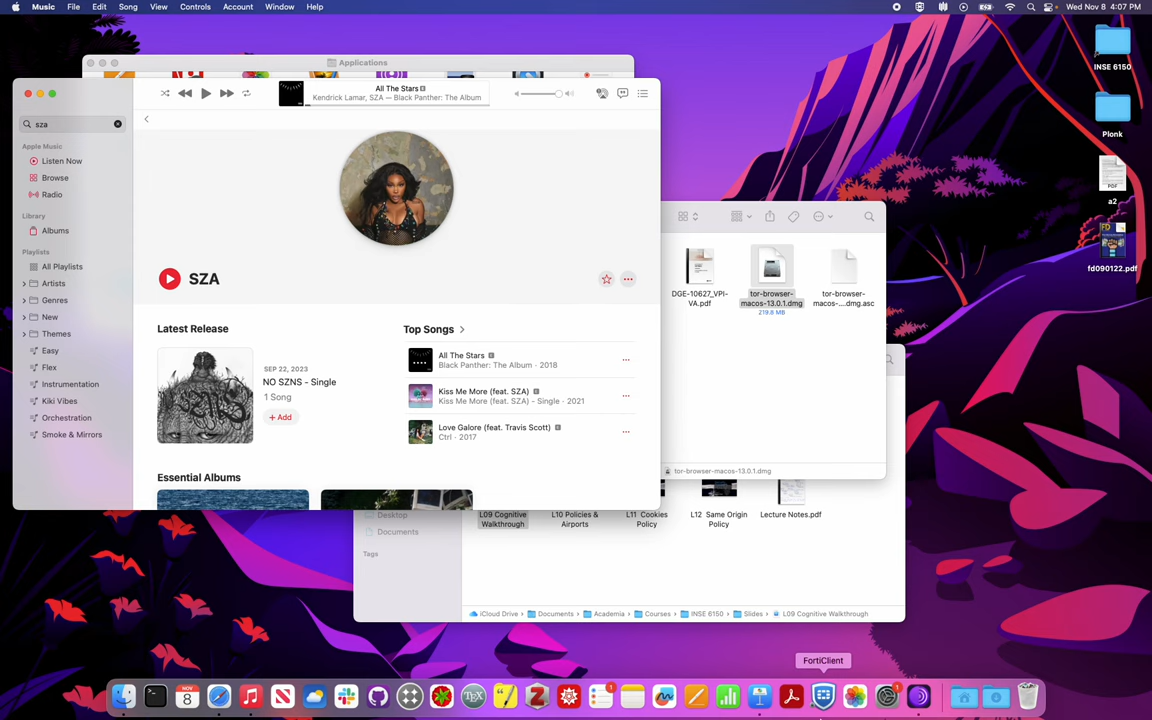 Music File Edit Song View Controls Account Window Help
Wed Nov 8 4:07 PM
Applications
All The Stars E
Kendrick Lamar, SZA — Black Panther: The Album
sza
Apple Music
Listen Now
Browse
Radio
Library
Albums
Playlists
All Playlists
Artists
Genres
New
Themes
Easy
Flex
Instrumentation
Kiki Vibes
Orchestration
Smoke & Mirrors
SZA
Latest Release
SEP 22, 2023
NO SZNS - Single
1 Song
+ Add
Top Songs >
All The Stars E
Black Panther: The Album · 2018
Kiss Me More (feat. SZA) E
Kiss Me More (feat. SZA) - Single · 2021
Love Galore (feat. Travis Scott) E
Ctrl · 2017
Essential Albums
DGE-10627_VPI-
VA.pdf
tor-browser-
macos-13.0.1.dmg
219.8 MB
tor-browser-
macos-....dmg.asc
tor-browser-macos-13.0.1.dmg
L09 Cognitive
Walkthrough
L10 Policies &
Airports
L11 Cookies
Policy
L12 Same Origin
Policy
Lecture Notes.pdf
Desktop
Documents
Tags
iCloud Drive › Documents › Academia › Courses › INSE 6150 › Slides › L09 Cognitive Walkthrough
INSE 6150
Plonk
PDF
a2
FD
fd090122.pdf
FortiClient
NOV
8
TEX
Z
1
1